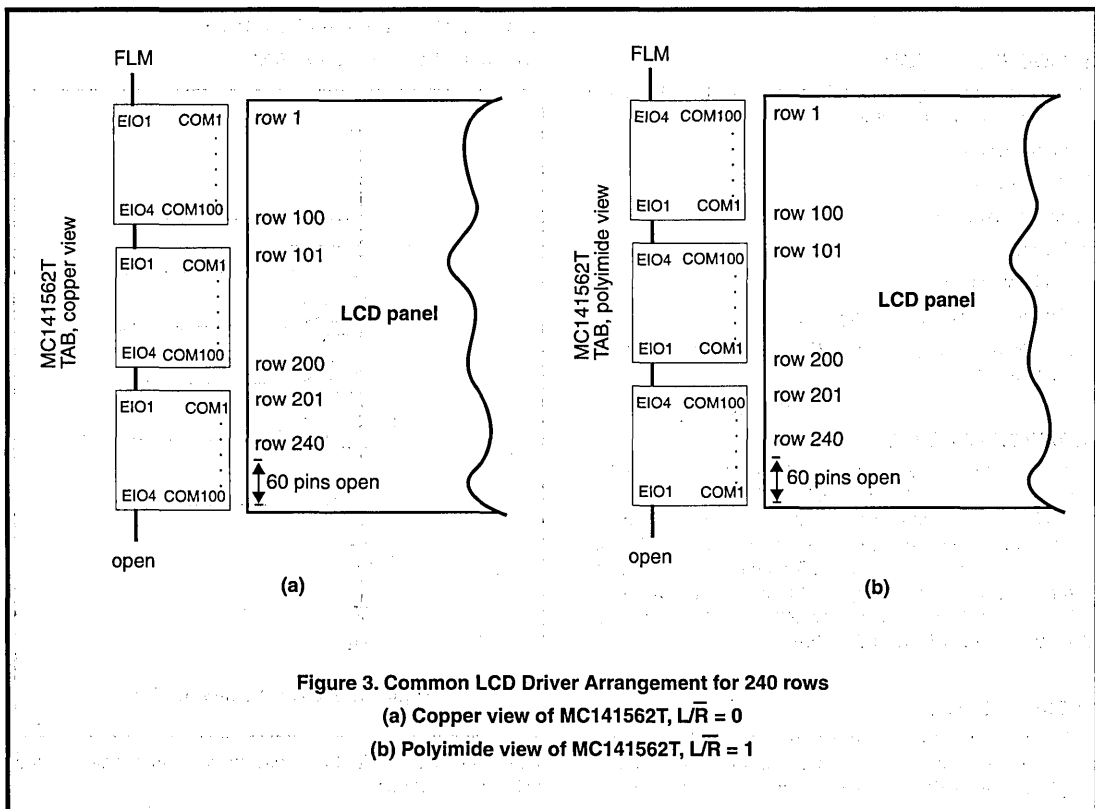 FLM
EIO1 COM1
EIO4 COM100
EIO1 COM1
EIO4 COM100
EIO1 COM1
EIO4 COM100
open
MC141562T
TAB, copper view
row 1
row 100
row 101
LCD panel
row 200
row 201
row 240
60 pins open
(a)
FLM
EIO4 COM100
EIO1 COM1
EIO4 COM100
EIO1 COM1
EIO4 COM100
EIO1 COM1
open
MC141562T
TAB, polyimide view
row 1
row 100
row 101
LCD panel
row 200
row 201
row 240
60 pins open
(b)
Figure 3. Common LCD Driver Arrangement for 240 rows
(a) Copper view of MC141562T, L/R̅ = 0
(b) Polyimide view of MC141562T, L/R̅ = 1